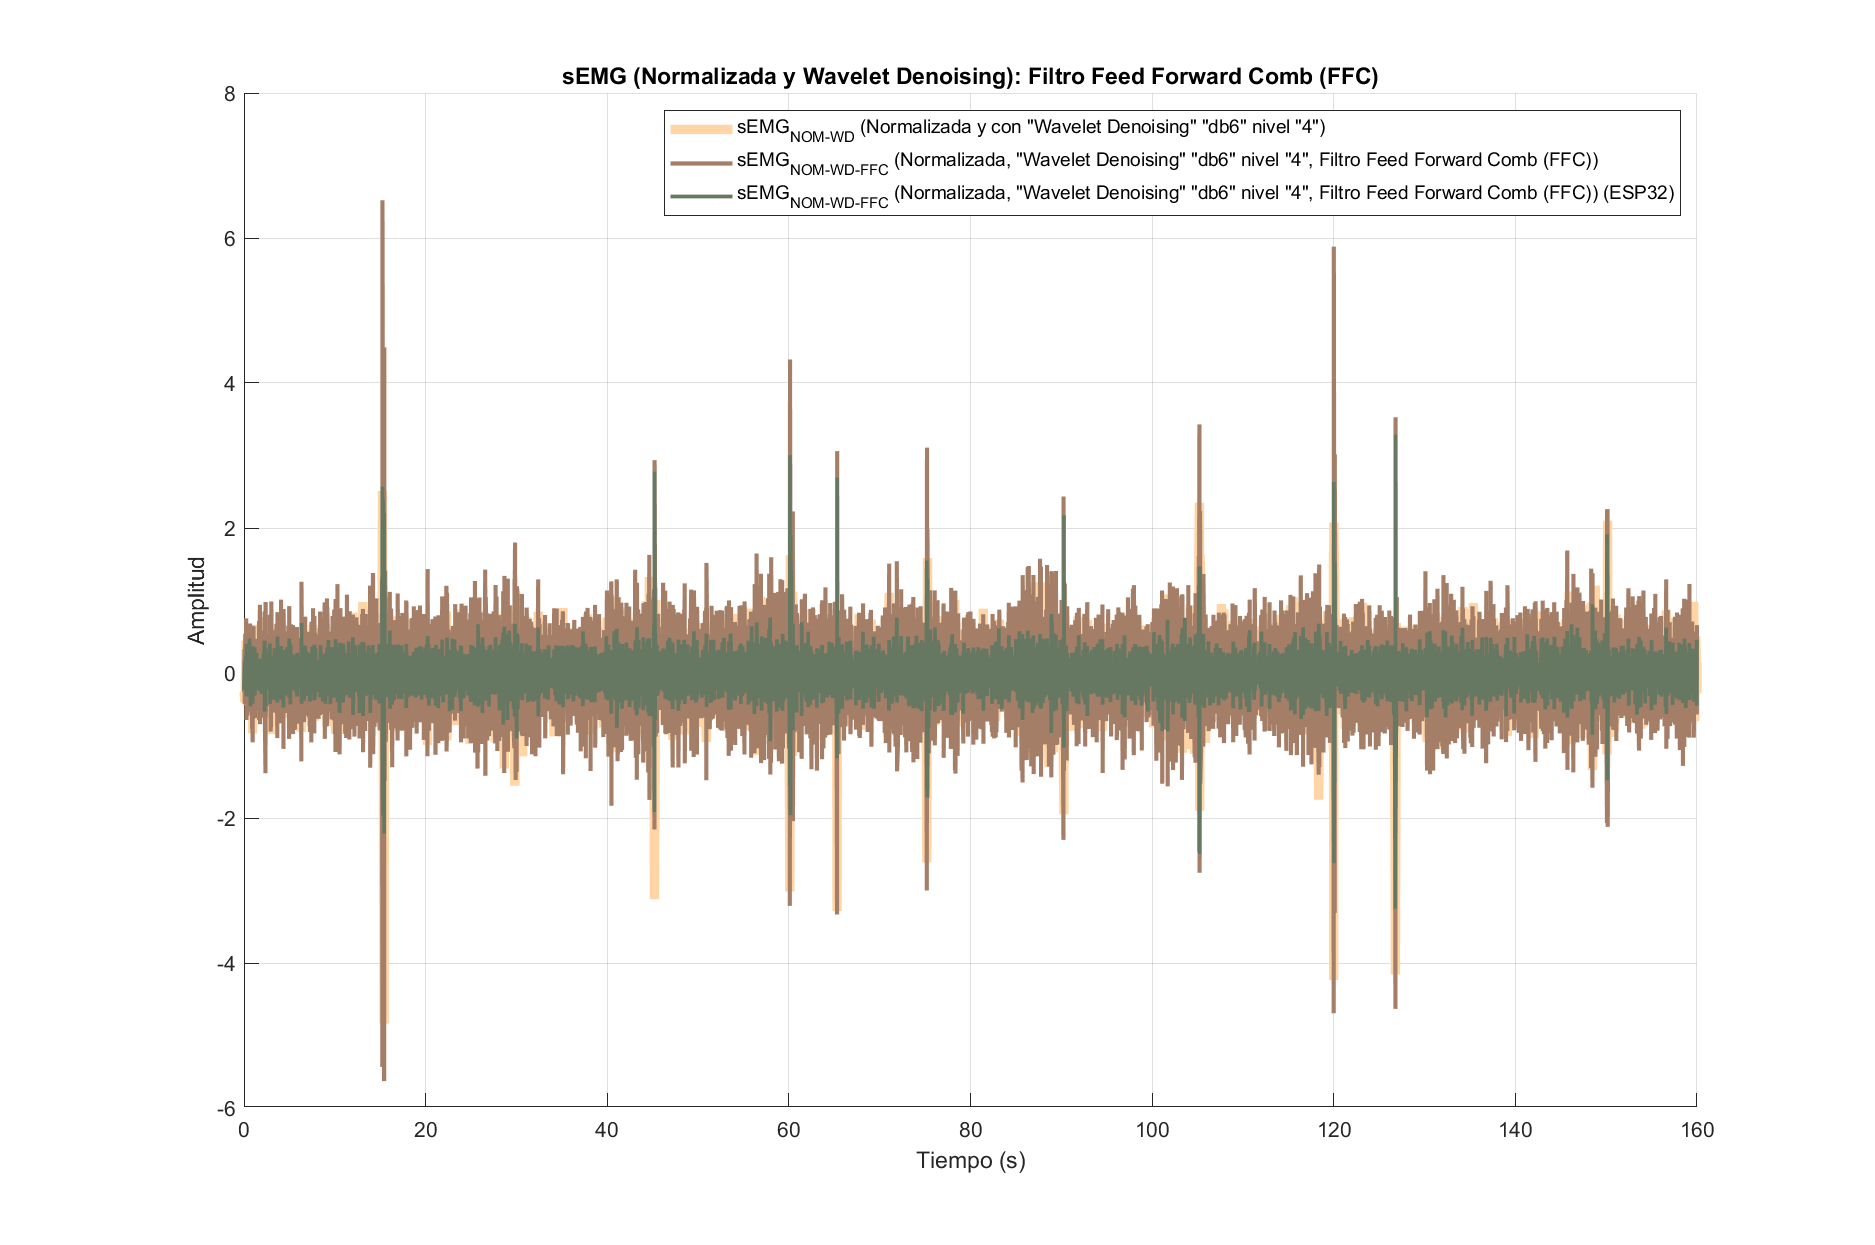 sEMG (Normalizada y Wavelet Denoising): Filtro Feed Forward Comb (FFC)
sEMG_NOM-WD (Normalizada y con "Wavelet Denoising" "db6" nivel "4")
sEMG_NOM-WD-FFC (Normalizada, "Wavelet Denoising" "db6" nivel "4", Filtro Feed Forward Comb (FFC))
sEMG_NOM-WD-FFC (Normalizada, "Wavelet Denoising" "db6" nivel "4", Filtro Feed Forward Comb (FFC)) (ESP32)
Amplitud
8
6
4
2
0
-2
-4
-6
0 20 40 60 80 100 120 140 160
Tiempo (s)